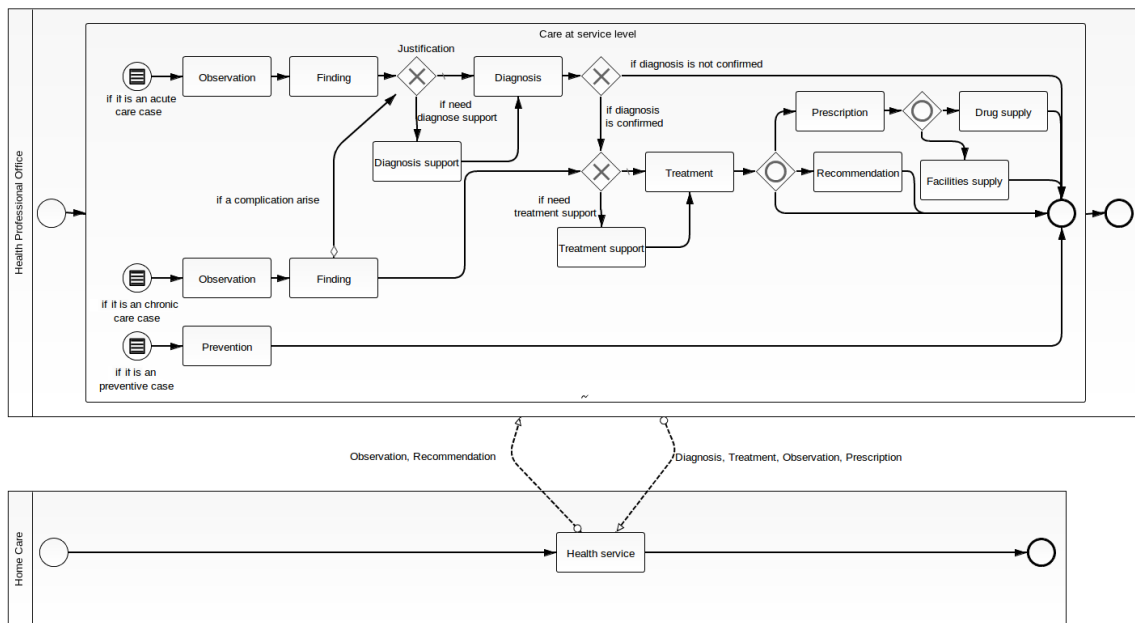 Health Professional Office
Care at service level
Justification
if diagnosis is not confirmed
Observation
Finding
Diagnosis
if it is an acute
care case
if need
diagnose support
if diagnosis
is confirmed
Prescription
Drug supply
Diagnosis support
Treatment
Recommendation
Facilities supply
if a complication arise
if need
treatment support
Treatment support
Observation
Finding
if it is an chronic
care case
Prevention
if it is an
preventive case
~
Observation, Recommendation
Diagnosis, Treatment, Observation, Prescription
Home Care
Health service